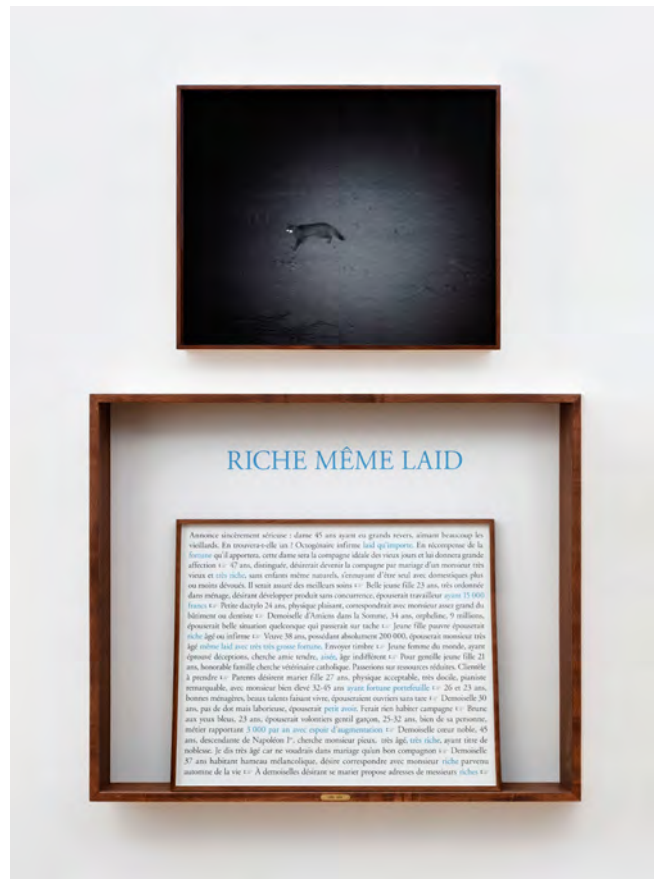 RICHE MÊME LAID
Annonce sincèrement sérieuse : dame 45 ans ayant eu grands revers, aimant beaucoup les
vieillards. En trouvera-t-elle un ? Octogénaire infirme laid qu'importe. En récompense de la
fortune qu'il apportera, cette dame sera la compagne idéale des vieux jours et lui donnera grande
affection ☞ 47 ans, distinguée, désirerait devenir la compagne par mariage d'un monsieur très
vieux et très riche, sans enfants même naturels, s'ennuyant d'être seul avec domestiques plus
ou moins dévoués. Il serait assuré des meilleurs soins ☞ Belle jeune fille 23 ans, très ordonnée
dans ménage, désirant développer produit sans concurrence, épouserait travailleur ayant 15 000
francs ☞ Petite dactylo 24 ans, physique plaisant, correspondrait avec monsieur assez grand du
bâtiment ou dentiste ☞ Demoiselle d'Amiens dans la Somme, 34 ans, orpheline, 9 millions,
épouserait belle situation quelconque qui passerait sur tache ☞ Jeune fille pauvre épouserait
riche âgé ou infirme ☞ Veuve 38 ans, possédant absolument 200 000, épouserait monsieur très
âgé même laid avec très très grosse fortune. Envoyer timbre ☞ Jeune femme du monde, ayant
éprouvé déceptions, cherche amie tendre, aisée, âge indifférent ☞ Pour gentille jeune fille 21
ans, honorable famille cherche vétérinaire catholique. Passerions sur ressources réduites. Clientèle
à prendre ☞ Parents désirent marier fille 27 ans, physique acceptable, très docile, pianiste
remarquable, avec monsieur bien élevé 32-45 ans ayant fortune portefeuille ☞ 26 et 23 ans,
bonnes ménagères, beaux talents faisant vivre, épouseraient ouvriers sans tare ☞ Demoiselle 30
ans, pas de dot mais laborieuse, épouserait petit avoir. Ferait rien habiter campagne ☞ Brune
aux yeux bleus, 23 ans, épouserait volontiers gentil garçon, 25-32 ans, bien de sa personne,
métier rapportant 3 000 par an avec espoir d'augmentation ☞ Demoiselle cœur noble, 45
ans, descendante de Napoléon Iᵉʳ, cherche monsieur pieux, très âgé, très riche, ayant titre de
noblesse. Je dis très âgé car ne voudrais dans mariage qu'un bon compagnon ☞ Demoiselle
37 ans habitant hameau mélancolique, désire correspondre avec monsieur riche parvenu
automne de la vie ☞ À demoiselles désirant se marier propose adresses de messieurs riches ☞